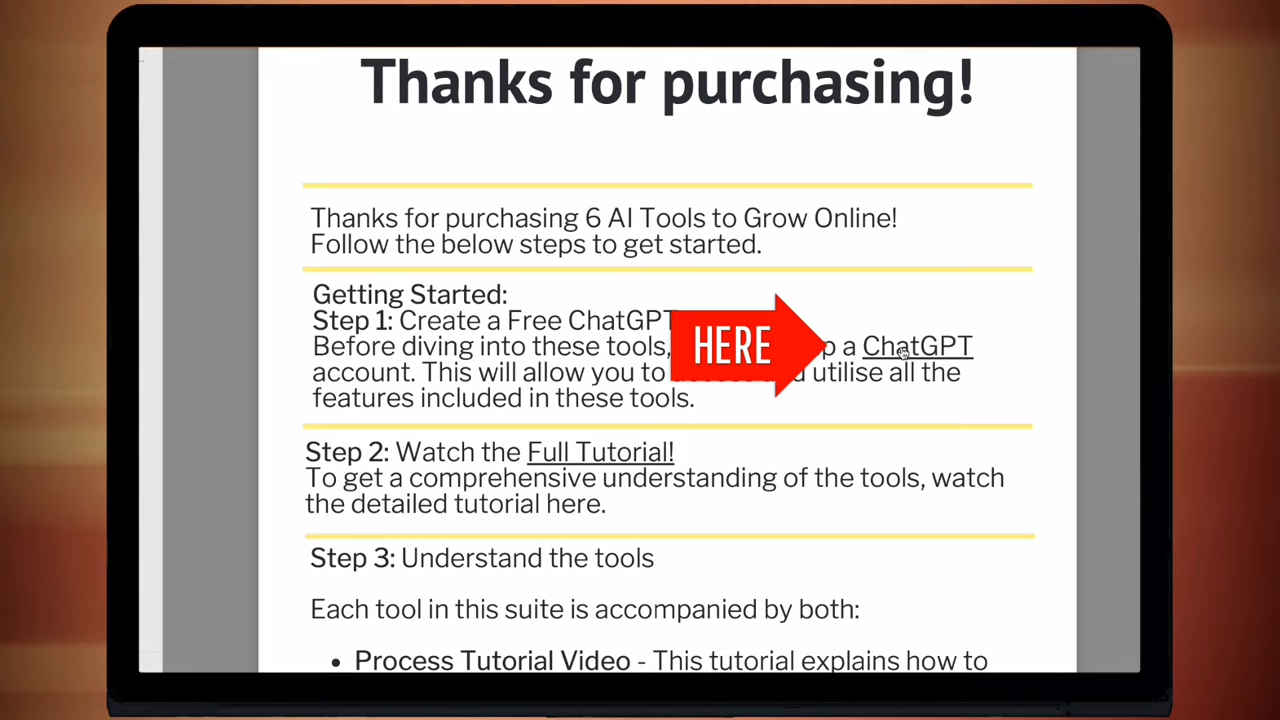 Thanks for purchasing!
Thanks for purchasing 6 AI Tools to Grow Online!
Follow the below steps to get started.
Getting Started:
Step 1: Create a Free ChatGPT
Before diving into these tools, HERE a ChatGPT
account. This will allow you to utilise all the
features included in these tools.
Step 2: Watch the Full Tutorial!
To get a comprehensive understanding of the tools, watch
the detailed tutorial here.
Step 3: Understand the tools
Each tool in this suite is accompanied by both:
• Process Tutorial Video - This tutorial explains how to